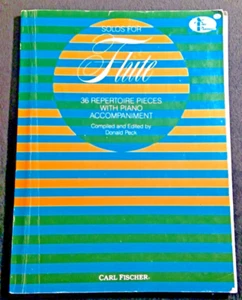 SOLOS FOR
Flute
36 REPERTOIRE PIECES
WITH PIANO
ACCOMPANIMENT
Compiled and Edited by
Donald Peck
CARL FISCHER